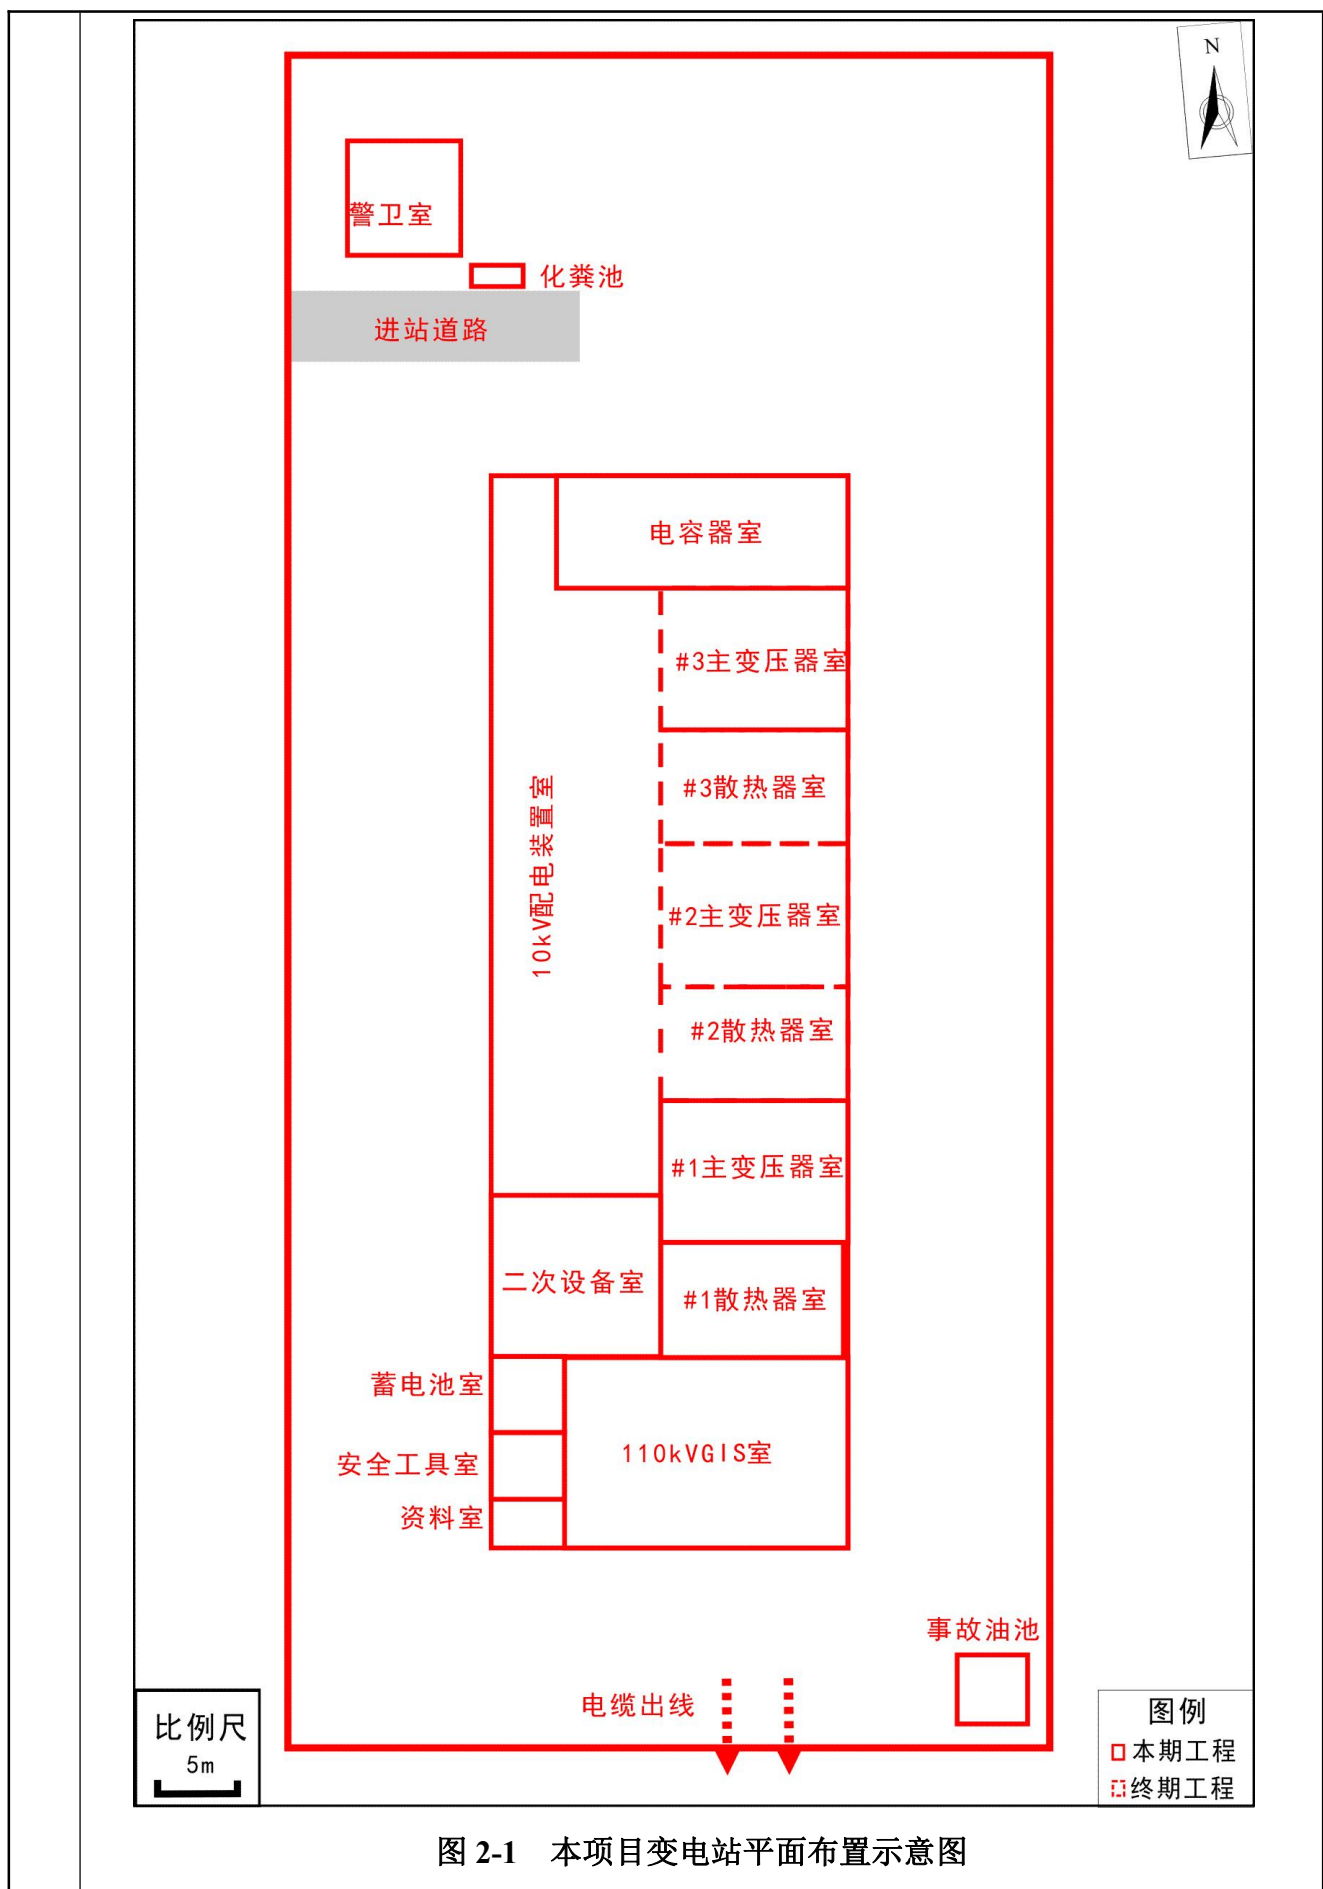 N
警卫室
化粪池
进站道路
电容器室
#3主变压器室
#3散热器室
10kV配电装置室
#2主变压器室
#2散热器室
#1主变压器室
二次设备室
#1散热器室
蓄电池室
110kVGIS室
安全工具室
资料室
事故油池
电缆出线
比例尺
5m
图例
本期工程
终期工程
图 2-1 本项目变电站平面布置示意图